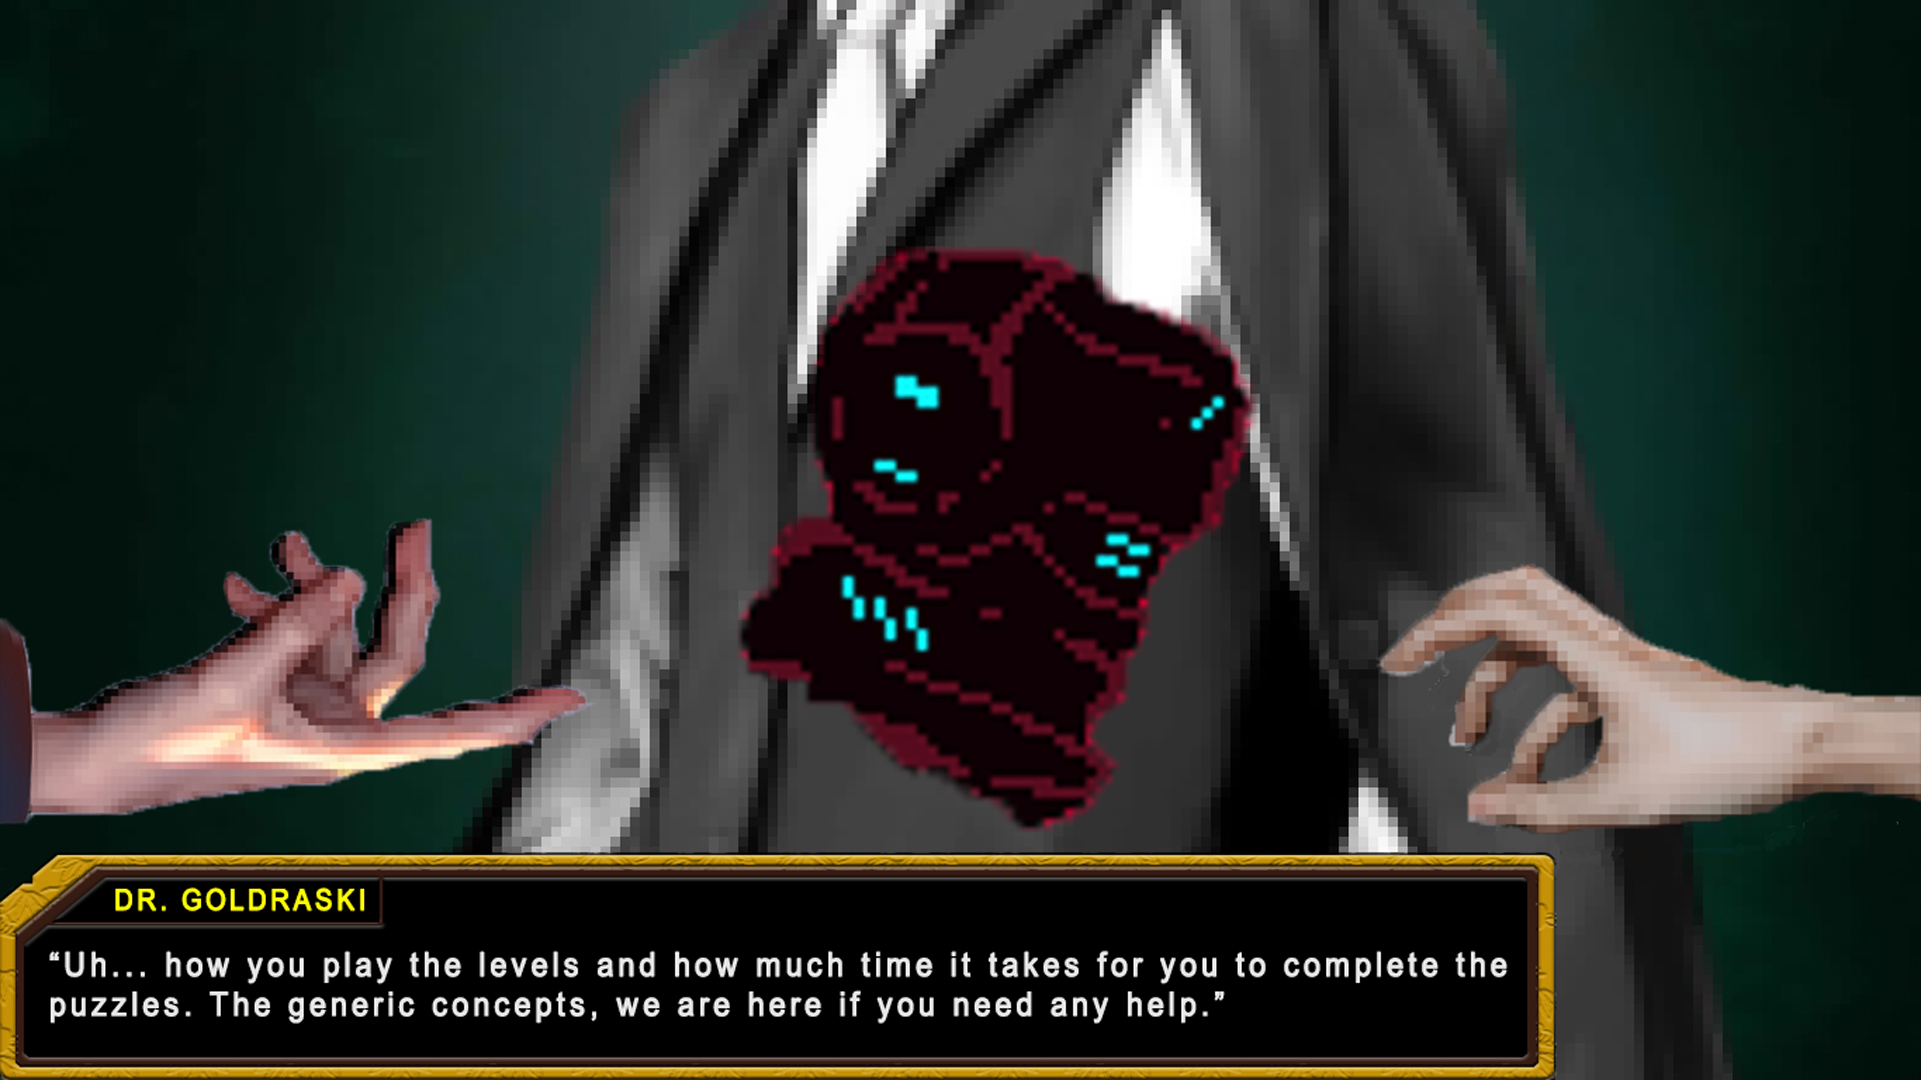 DR. GOLDRASKI
“Uh... how you play the levels and how much time it takes for you to complete the
puzzles. The generic concepts, we are here if you need any help.”